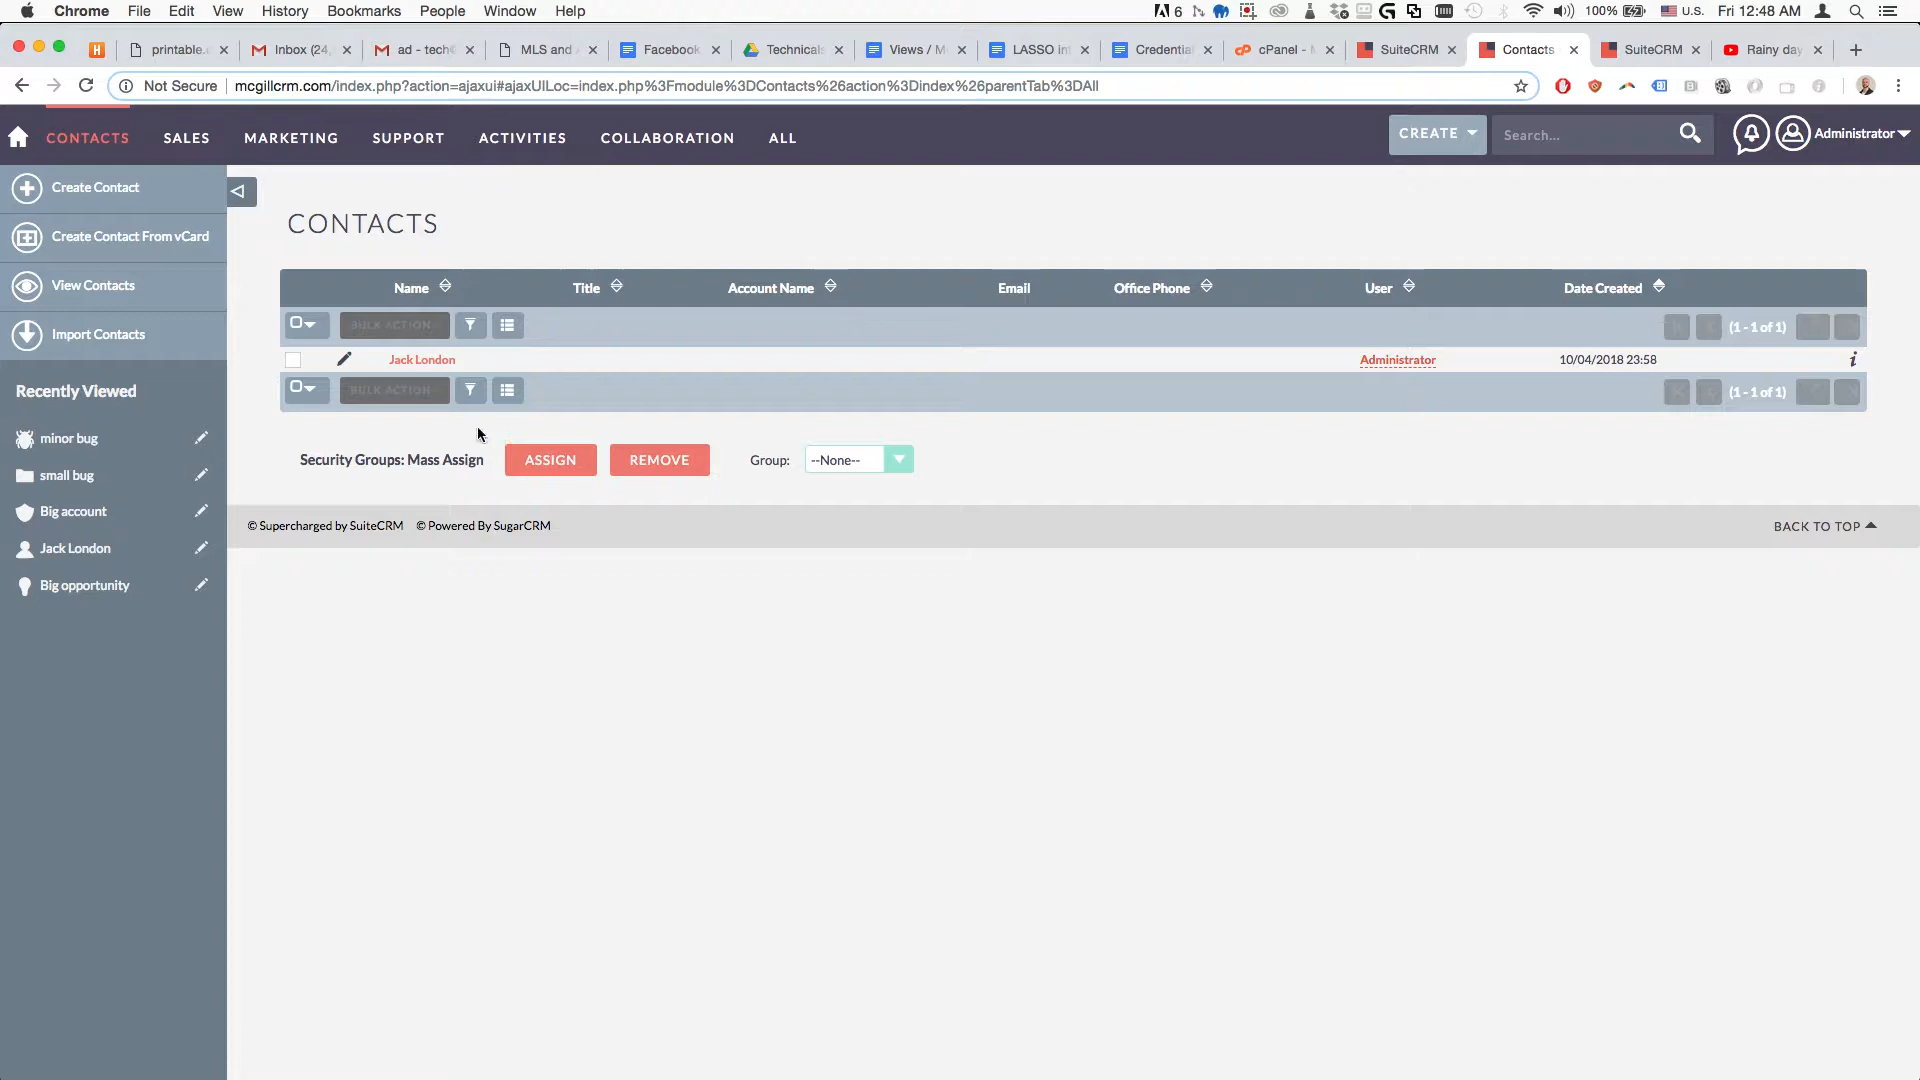 Chrome File Edit View History Bookmarks People Window Help 6 100% U.S. Fri 12:48 AM
printable. Inbox (24, ad - tech MLS and Facebook Technicals Views / M LASSO in Credentia cPanel - SuiteCRM Contacts SuiteCRM Rainy day
Not Secure mcgillcrm.com/index.php?action=ajaxui#ajaxUILoc=index.php%3Fmodule%3DContacts%26action%3Dindex%26parentTab%3DAll
CONTACTS SALES MARKETING SUPPORT ACTIVITIES COLLABORATION ALL CREATE Search... Administrator
Create Contact
Create Contact From vCard
View Contacts
Import Contacts
Recently Viewed
minor bug
small bug
Big account
Jack London
Big opportunity
CONTACTS
Name Title Account Name Email Office Phone User Date Created
BULK ACTION (1 - 1 of 1)
Jack London Administrator 10/04/2018 23:58
BULK ACTION (1 - 1 of 1)
Security Groups: Mass Assign ASSIGN REMOVE Group: --None--
© Supercharged by SuiteCRM © Powered By SugarCRM BACK TO TOP